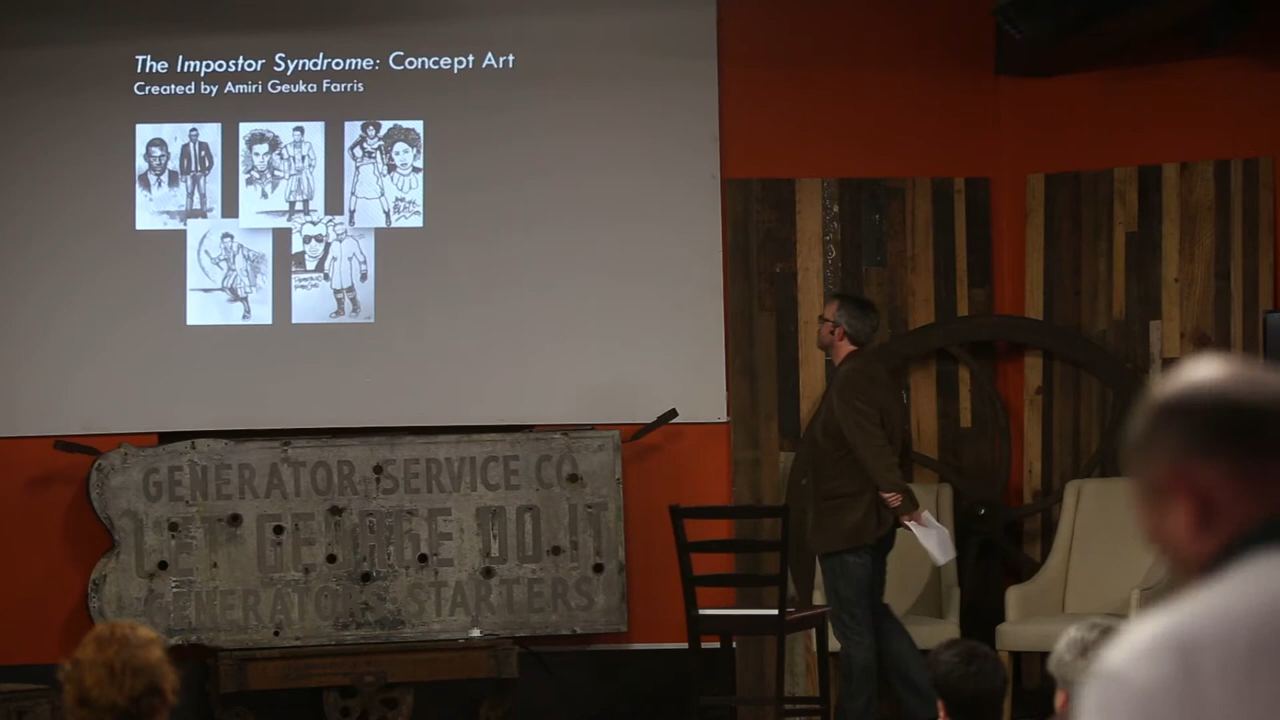 The Impostor Syndrome: Concept Art
Created by Amiri Geuka Farris
GENERATOR SERVICE CO.
LET GEORGE DO IT
GENERATORS STARTERS